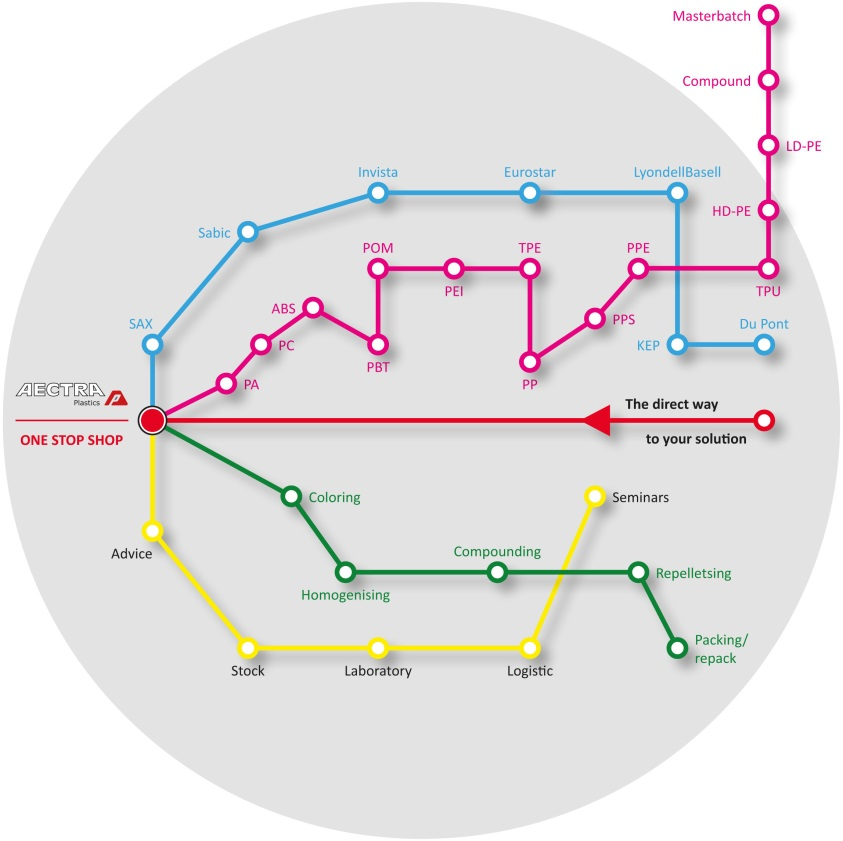 Masterbatch
Compound
LD-PE
Invista
Eurostar
LyondellBasell
HD-PE
Sabic
POM
TPE
PPE
PEI
TPU
ABS
PPS
SAX
Du Pont
PC
KEP
PBT
PA
PP
AECTRA
Plastics
The direct way
ONE STOP SHOP
to your solution
Coloring
Seminars
Advice
Compounding
Repelletsing
Homogenising
Packing/
repack
Stock
Laboratory
Logistic